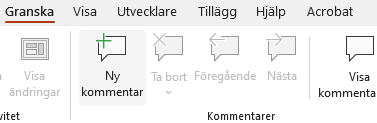 Granska Visa Utvecklare Tillägg Hjälp Acrobat
Visa ändringar
Ny kommentar
Ta bort
Föregående
Nästa
Visa
Kommentarer